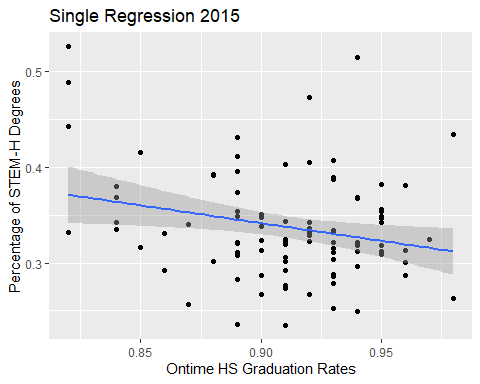 Single Regression 2015
Percentage of STEM-H Degrees
0.5
0.4
0.3
0.85
0.90
0.95
Ontime HS Graduation Rates